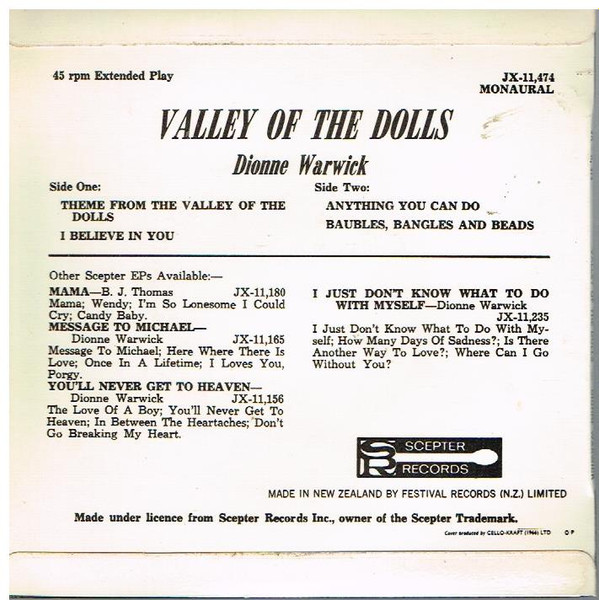 45 rpm Extended Play
JX-11,474
MONAURAL
VALLEY OF THE DOLLS
Dionne Warwick
Side One:
THEME FROM THE VALLEY OF THE
DOLLS
I BELIEVE IN YOU
Side Two:
ANYTHING YOU CAN DO
BAUBLES, BANGLES AND BEADS
Other Scepter EPs Available:—
MAMA—B. J. Thomas JX-11,180
Mama; Wendy; I'm So Lonesome I Could
Cry; Candy Baby.
MESSAGE TO MICHAEL—
Dionne Warwick JX-11,165
Message To Michael; Here Where There Is
Love; Once In A Lifetime; I Loves You,
Porgy.
YOU'LL NEVER GET TO HEAVEN—
Dionne Warwick JX-11,156
The Love Of A Boy; You'll Never Get To
Heaven; In Between The Heartaches; Don't
Go Breaking My Heart.
I JUST DON'T KNOW WHAT TO DO
WITH MYSELF—Dionne Warwick
JX-11,235
I Just Don't Know What To Do With My-
self; How Many Days Of Sadness?; Is There
Another Way To Love?; Where Can I Go
Without You?
SR SCEPTER
RECORDS
MADE IN NEW ZEALAND BY FESTIVAL RECORDS (N.Z.) LIMITED
Made under licence from Scepter Records Inc., owner of the Scepter Trademark.
Cover produced by CELLO-KRAFT (1966) LTD O P